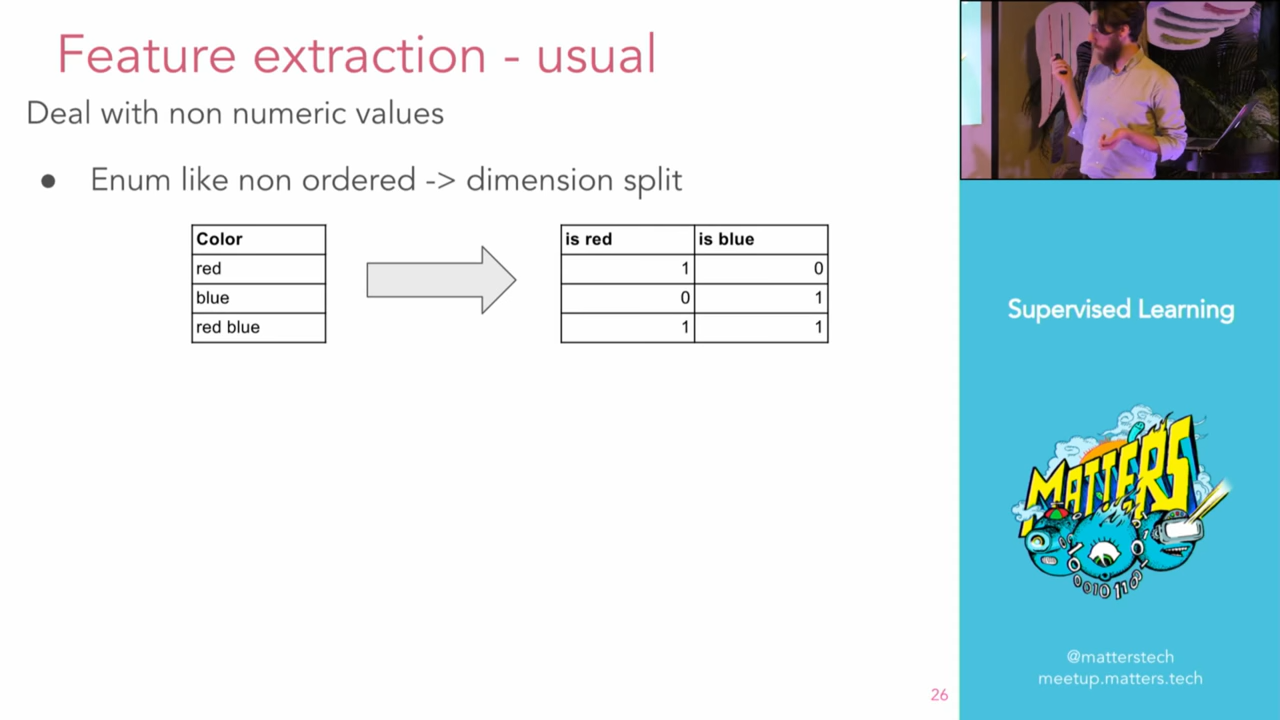 Feature extraction - usual
Deal with non numeric values
● Enum like non ordered -> dimension split
Color
red
blue
red blue
is red is blue
1 0
0 1
1 1
Supervised Learning
MATTERS
@matterstech
meetup.matters.tech
26